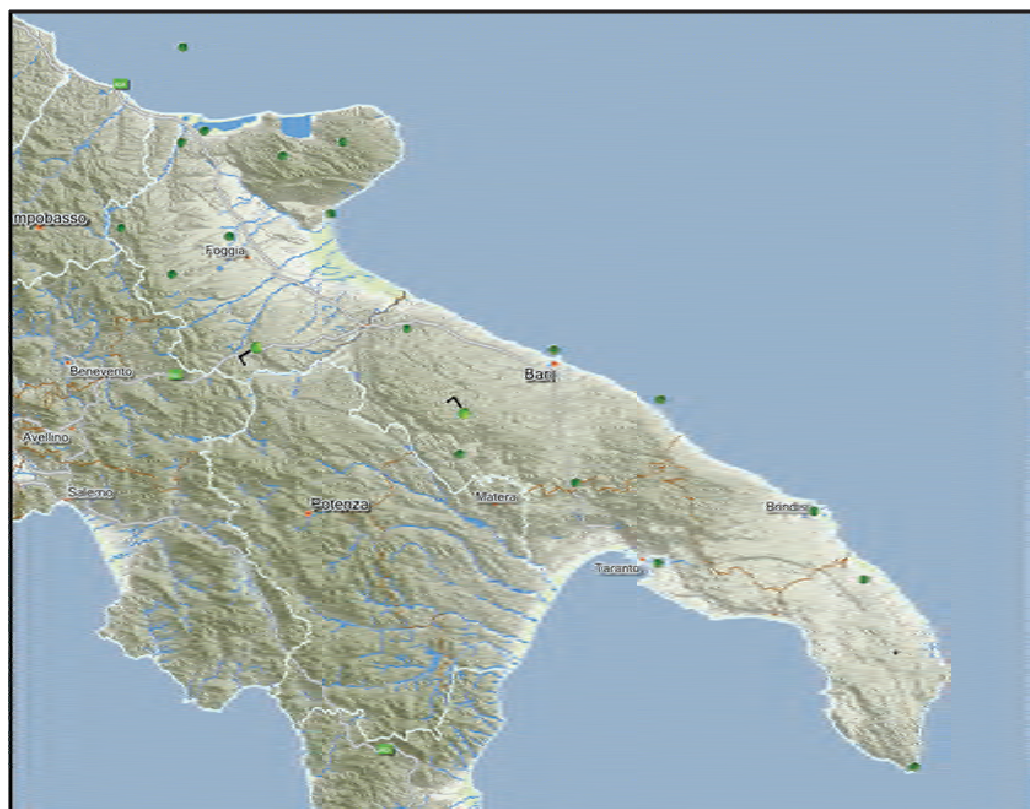 mpobasso
Foggia
Benevento
Bari
Avellino
Salerno
Potenza
Matera
Brindisi
Taranto